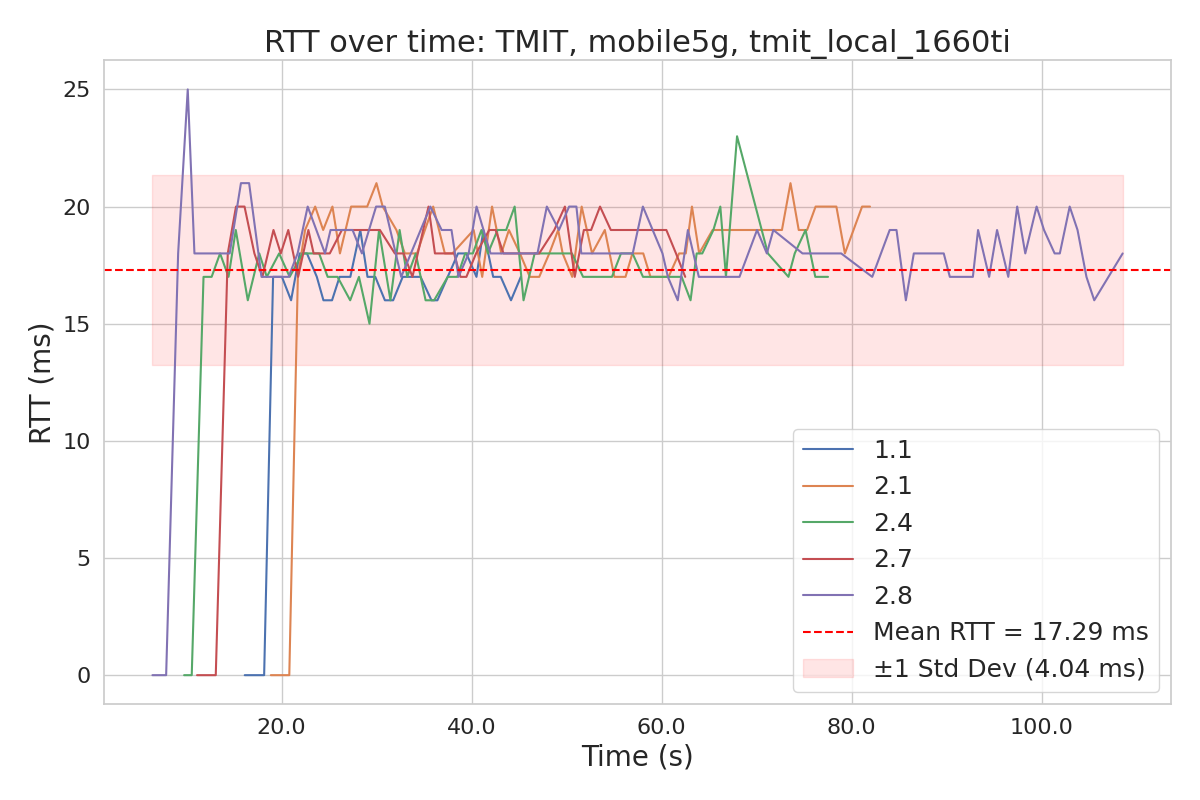 RTT over time: TMIT, mobile5g, tmit_local_1660ti
RTT (ms)
25
20
15
10
5
0
20.0 40.0 60.0 80.0 100.0
Time (s)
1.1
2.1
2.4
2.7
2.8
Mean RTT = 17.29 ms
±1 Std Dev (4.04 ms)